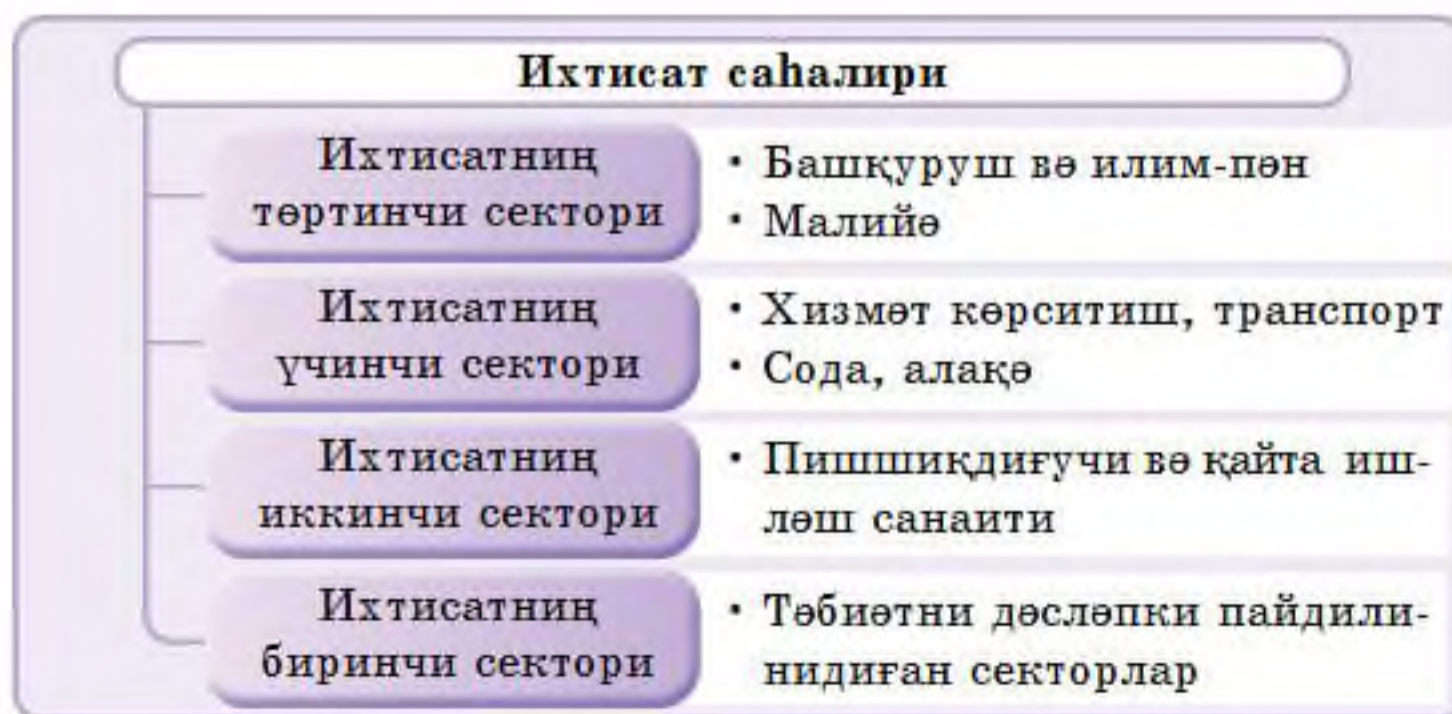 Ихтисат саһалири
Ихтисатниң
төртинчи сектори
• Башқуруш вә илим-пән
• Малийә
Ихтисатниң
үчинчи сектори
• Хизмәт көрситиш, транспорт
• Сода, алақә
Ихтисатниң
иккинчи сектори
• Пишшиқдиғучи вә қайта иш-
ләш санаити
Ихтисатниң
биринчи сектори
• Тәбиәтни дәсләпки пайдили-
нидиған секторлар